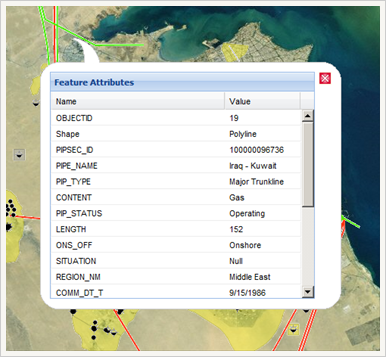 Feature Attributes
Name Value
OBJECTID 19
Shape Polyline
PIPSEC_ID 100000096736
PIPE_NAME Iraq - Kuwait
PIP_TYPE Major Trunkline
CONTENT Gas
PIP_STATUS Operating
LENGTH 152
ONS_OFF Onshore
SITUATION Null
REGION_NM Middle East
COMM_DT_T 9/15/1986